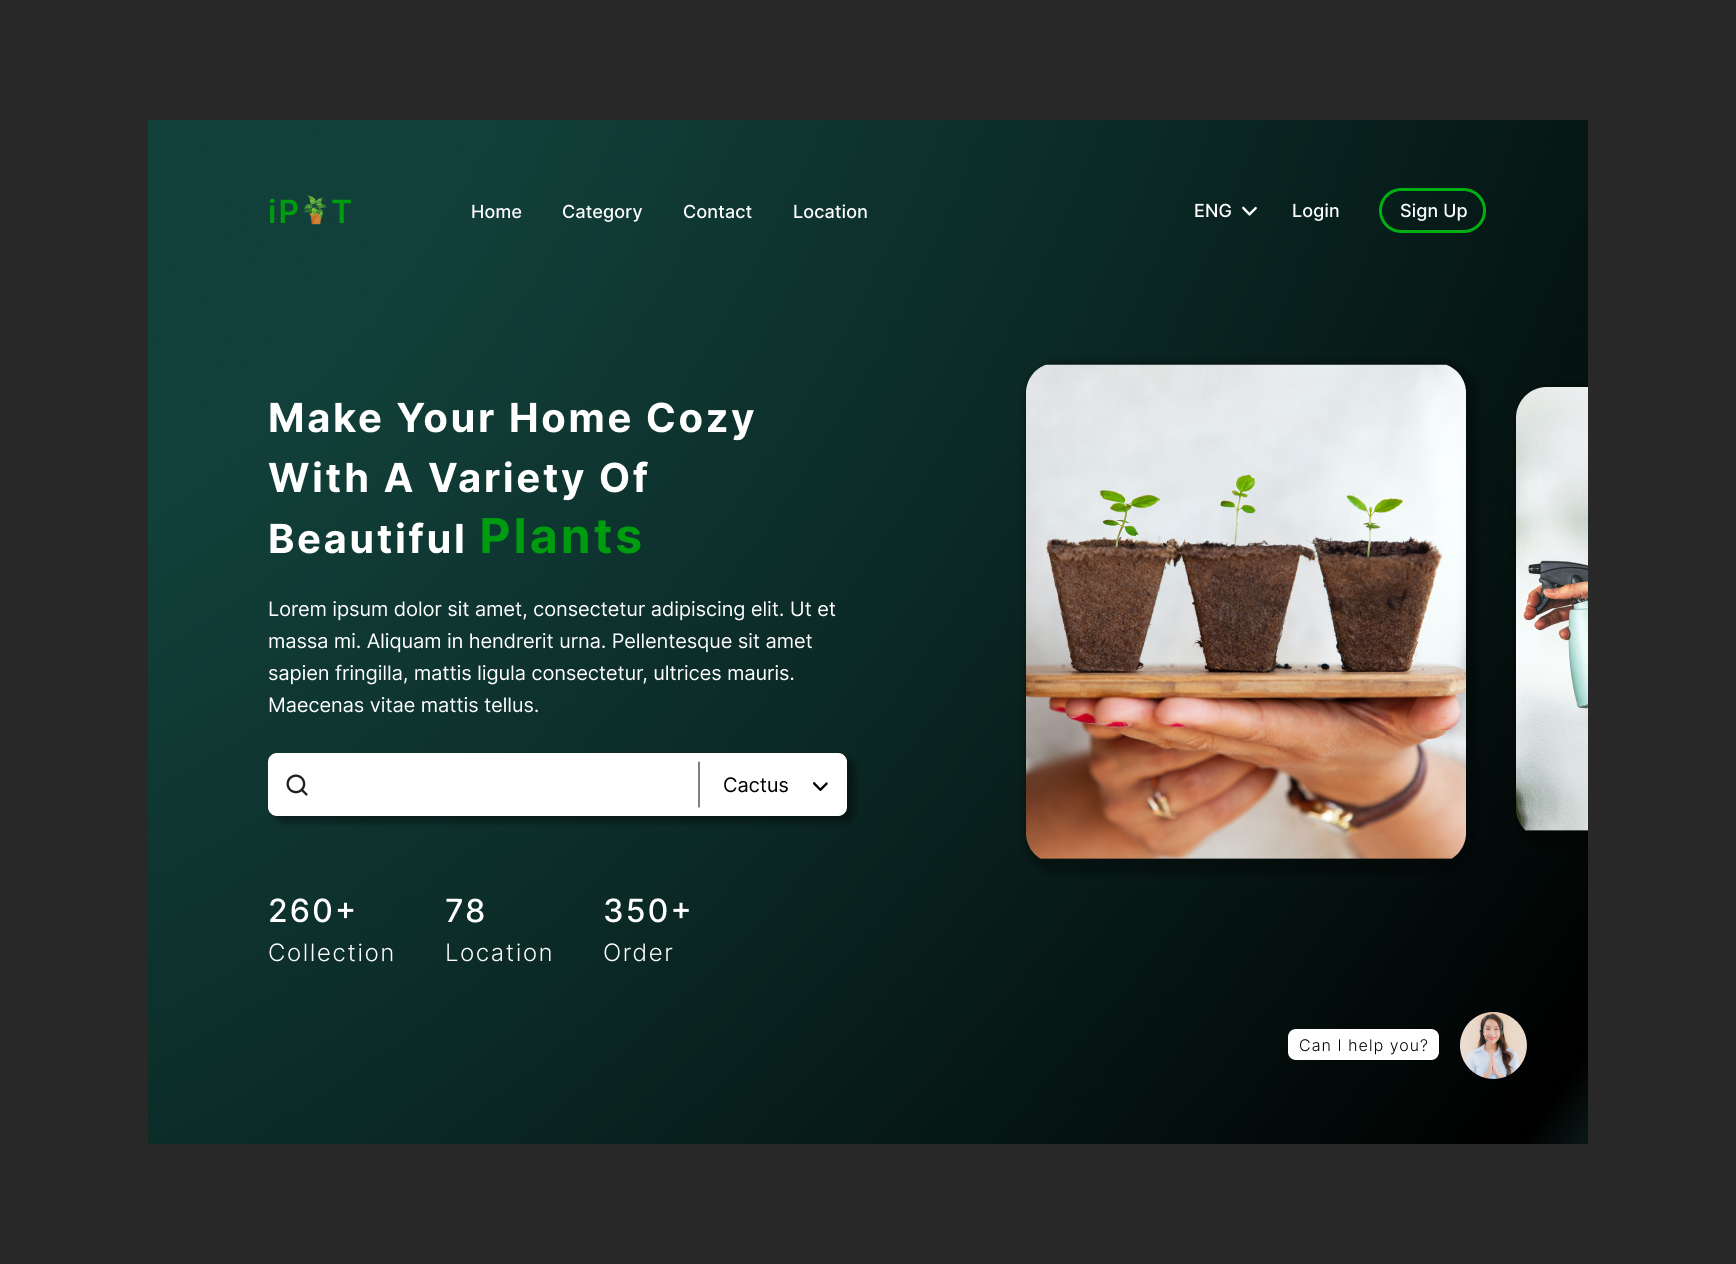 iP T
Home Category Contact Location
ENG Login Sign Up
Make Your Home Cozy
With A Variety Of
Beautiful Plants
Lorem ipsum dolor sit amet, consectetur adipiscing elit. Ut et
massa mi. Aliquam in hendrerit urna. Pellentesque sit amet
sapien fringilla, mattis ligula consectetur, ultrices mauris.
Maecenas vitae mattis tellus.
Cactus
260+ 78 350+
Collection Location Order
Can I help you?